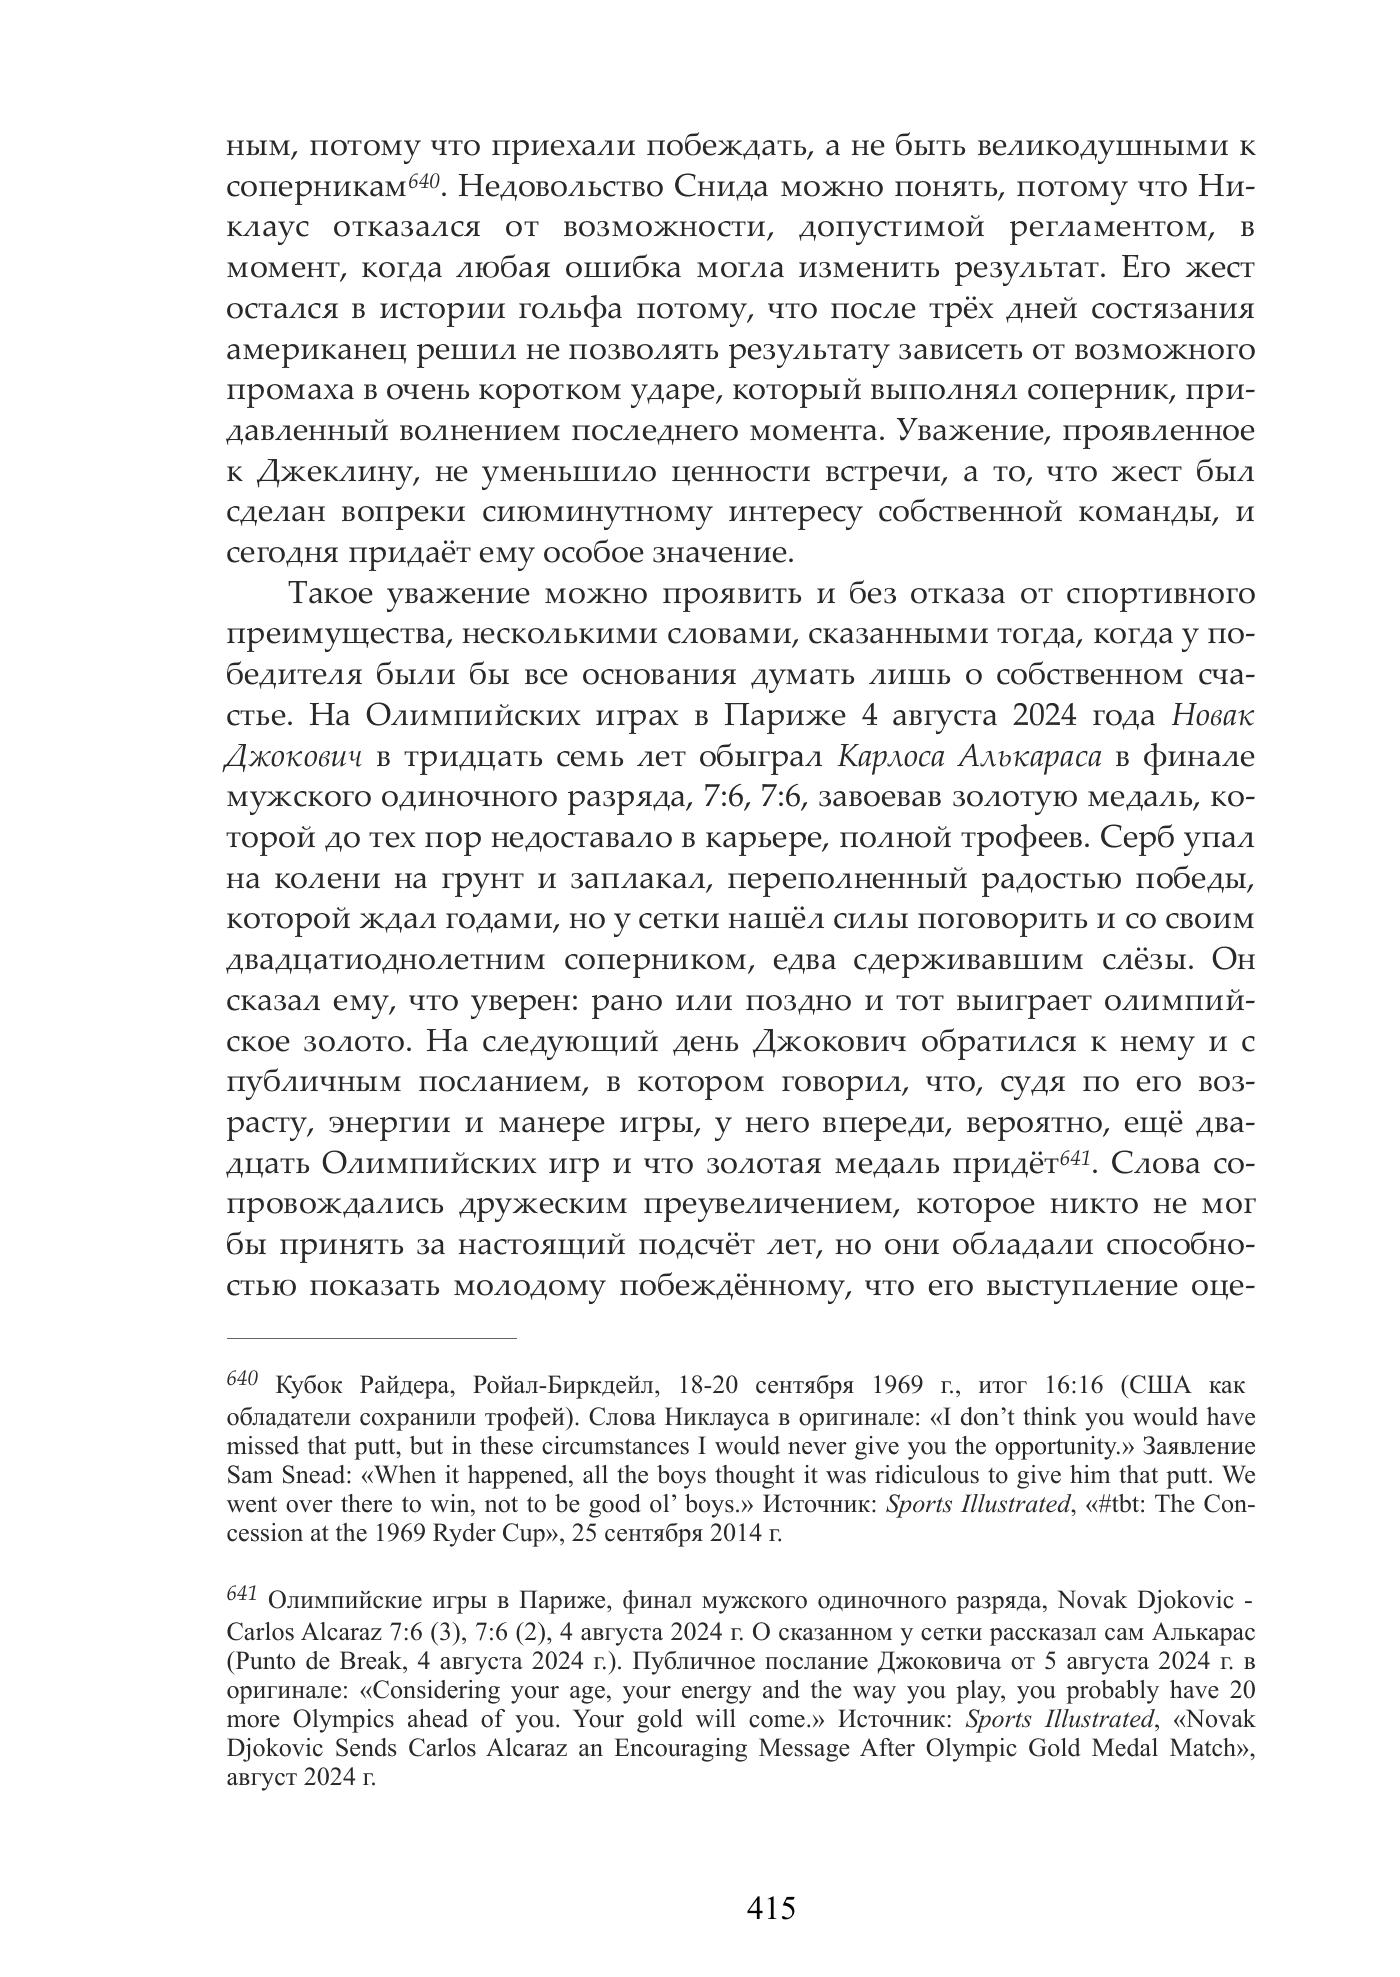 ным, потому что приехали побеждать, а не быть великодушными к
соперникам640. Недовольство Снида можно понять, потому что Ни-
клаус отказался от возможности, допустимой регламентом, в
момент, когда любая ошибка могла изменить результат. Его жест
остался в истории гольфа потому, что после трёх дней состязания
американец решил не позволять результату зависеть от возможного
промаха в очень коротком ударе, который выполнял соперник, при-
давленный волнением последнего момента. Уважение, проявленное
к Джеклину, не уменьшило ценности встречи, а то, что жест был
сделан вопреки сиюминутному интересу собственной команды, и
сегодня придаёт ему особое значение.
Такое уважение можно проявить и без отказа от спортивного
преимущества, несколькими словами, сказанными тогда, когда у по-
бедителя были бы все основания думать лишь о собственном сча-
стье. На Олимпийских играх в Париже 4 августа 2024 года Новак
Джокович в тридцать семь лет обыграл Карлоса Алькараса в финале
мужского одиночного разряда, 7:6, 7:6, завоевав золотую медаль, ко-
торой до тех пор недоставало в карьере, полной трофеев. Серб упал
на колени на грунт и заплакал, переполненный радостью победы,
которой ждал годами, но у сетки нашёл силы поговорить и со своим
двадцатиоднолетним соперником, едва сдерживавшим слёзы. Он
сказал ему, что уверен: рано или поздно и тот выиграет олимпий-
ское золото. На следующий день Джокович обратился к нему и с
публичным посланием, в котором говорил, что, судя по его воз-
расту, энергии и манере игры, у него впереди, вероятно, ещё два-
дцать Олимпийских игр и что золотая медаль придёт641. Слова со-
провождались дружеским преувеличением, которое никто не мог
бы принять за настоящий подсчёт лет, но они обладали способно-
стью показать молодому побеждённому, что его выступление оце-
640 Кубок Райдера, Ройал-Биркдейл, 18-20 сентября 1969 г., итог 16:16 (США как
обладатели сохранили трофей). Слова Никлауса в оригинале: «I don’t think you would have
missed that putt, but in these circumstances I would never give you the opportunity.» Заявление
Sam Snead: «When it happened, all the boys thought it was ridiculous to give him that putt. We
went over there to win, not to be good ol’ boys.» Источник: Sports Illustrated, «#tbt: The Con-
cession at the 1969 Ryder Cup», 25 сентября 2014 г.
641 Олимпийские игры в Париже, финал мужского одиночного разряда, Novak Djokovic -
Carlos Alcaraz 7:6 (3), 7:6 (2), 4 августа 2024 г. О сказанном у сетки рассказал сам Алькарас
(Punto de Break, 4 августа 2024 г.). Публичное послание Джоковича от 5 августа 2024 г. в
оригинале: «Considering your age, your energy and the way you play, you probably have 20
more Olympics ahead of you. Your gold will come.» Источник: Sports Illustrated, «Novak
Djokovic Sends Carlos Alcaraz an Encouraging Message After Olympic Gold Medal Match»,
август 2024 г.
415